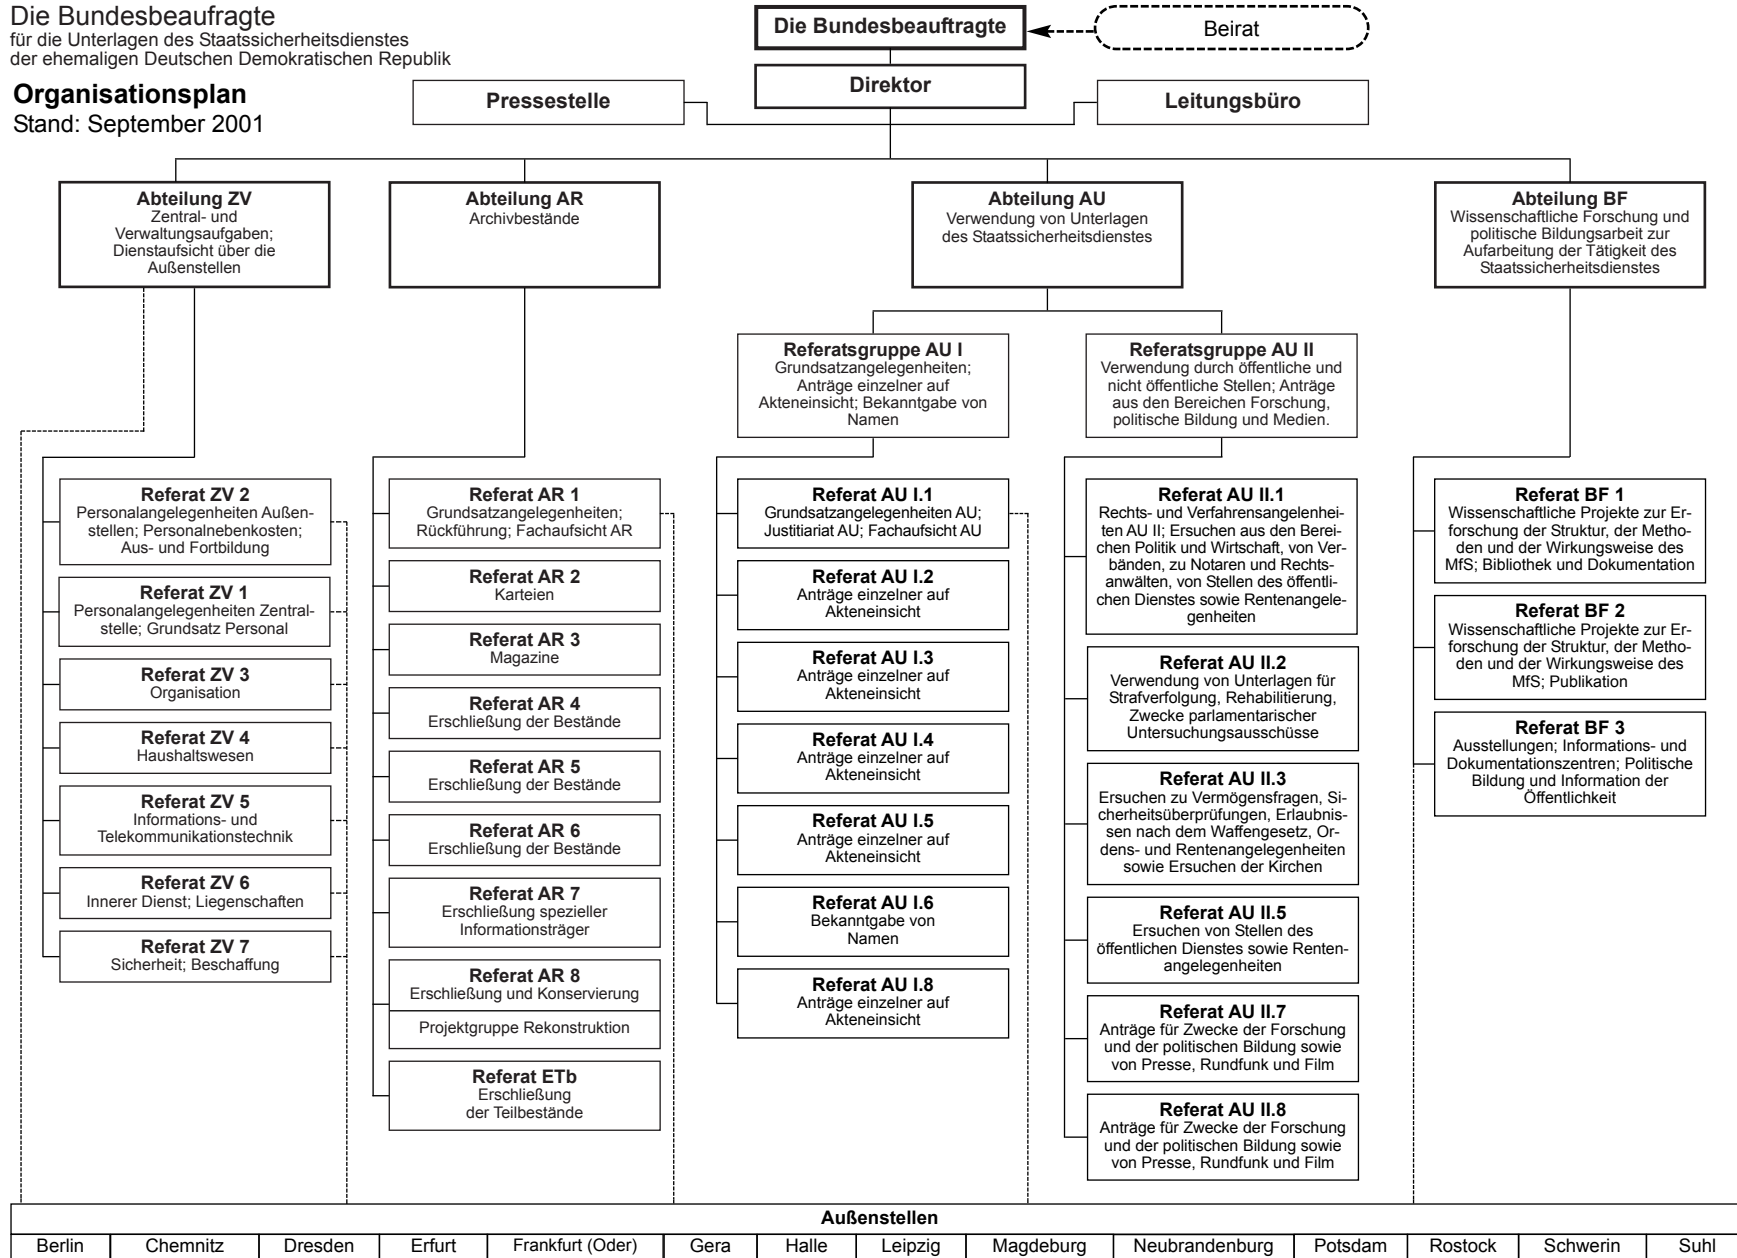 Die Bundesbeauftragte
für die Unterlagen des Staatssicherheitsdienstes
der ehemaligen Deutschen Demokratischen Republik
Organisationsplan
Stand: September 2001
Die Bundesbeauftragte
Beirat
Direktor
Pressestelle
Leitungsbüro
Abteilung ZV
Zentral- und
Verwaltungsaufgaben;
Dienstaufsicht über die
Außenstellen
Abteilung AR
Archivbestände
Abteilung AU
Verwendung von Unterlagen
des Staatssicherheitsdienstes
Abteilung BF
Wissenschaftliche Forschung und
politische Bildungsarbeit zur
Aufarbeitung der Tätigkeit des
Staatssicherheitsdienstes
Referatsgruppe AU I
Grundsatzangelegenheiten;
Anträge einzelner auf
Akteneinsicht; Bekanntgabe von
Namen
Referatsgruppe AU II
Verwendung durch öffentliche und
nicht öffentliche Stellen; Anträge
aus den Bereichen Forschung,
politische Bildung und Medien.
Referat ZV 2
Personalangelegenheiten Außen-
stellen; Personalnebenkosten;
Aus- und Fortbildung
Referat ZV 1
Personalangelegenheiten Zentral-
stelle; Grundsatz Personal
Referat ZV 3
Organisation
Referat ZV 4
Haushaltswesen
Referat ZV 5
Informations- und
Telekommunikationstechnik
Referat ZV 6
Innerer Dienst; Liegenschaften
Referat ZV 7
Sicherheit; Beschaffung
Referat AR 1
Grundsatzangelegenheiten;
Rückführung; Fachaufsicht AR
Referat AR 2
Karteien
Referat AR 3
Magazine
Referat AR 4
Erschließung der Bestände
Referat AR 5
Erschließung der Bestände
Referat AR 6
Erschließung der Bestände
Referat AR 7
Erschließung spezieller
Informationsträger
Referat AR 8
Erschließung und Konservierung
Projektgruppe Rekonstruktion
Referat ETb
Erschließung
der Teilbestände
Referat AU I.1
Grundsatzangelegenheiten AU;
Justitiariat AU; Fachaufsicht AU
Referat AU I.2
Anträge einzelner auf
Akteneinsicht
Referat AU I.3
Anträge einzelner auf
Akteneinsicht
Referat AU I.4
Anträge einzelner auf
Akteneinsicht
Referat AU I.5
Anträge einzelner auf
Akteneinsicht
Referat AU I.6
Bekanntgabe von
Namen
Referat AU I.8
Anträge einzelner auf
Akteneinsicht
Referat AU II.1
Rechts- und Verfahrensangelenhei-
ten AU II; Ersuchen aus den Berei-
chen Politik und Wirtschaft, von Ver-
bänden, zu Notaren und Rechts-
anwälten, von Stellen des öffentli-
chen Dienstes sowie Rentenangele-
genheiten
Referat AU II.2
Verwendung von Unterlagen für
Strafverfolgung, Rehabilitierung,
Zwecke parlamentarischer
Untersuchungsausschüsse
Referat AU II.3
Ersuchen zu Vermögensfragen, Si-
cherheitsüberprüfungen, Erlaubnis-
sen nach dem Waffengesetz, Or-
dens- und Rentenangelegenheiten
sowie Ersuchen der Kirchen
Referat AU II.5
Ersuchen von Stellen des
öffentlichen Dienstes sowie Renten-
angelegenheiten
Referat AU II.7
Anträge für Zwecke der Forschung
und der politischen Bildung sowie
von Presse, Rundfunk und Film
Referat AU II.8
Anträge für Zwecke der Forschung
und der politischen Bildung sowie
von Presse, Rundfunk und Film
Referat BF 1
Wissenschaftliche Projekte zur Er-
forschung der Struktur, der Metho-
den und der Wirkungsweise des
MfS; Bibliothek und Dokumentation
Referat BF 2
Wissenschaftliche Projekte zur Er-
forschung der Struktur, der Metho-
den und der Wirkungsweise des
MfS; Publikation
Referat BF 3
Ausstellungen; Informations- und
Dokumentationszentren; Politische
Bildung und Information der
Öffentlichkeit
Außenstellen
Berlin Chemnitz Dresden Erfurt Frankfurt (Oder) Gera Halle Leipzig Magdeburg Neubrandenburg Potsdam Rostock Schwerin Suhl